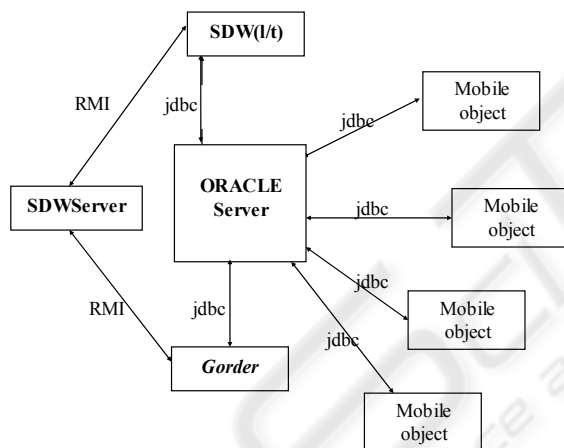 SDW(l/t)
RMI
jdbc
Mobile
object
jdbc
ORACLE
Server
SDWServer
jdbc
Mobile
object
jdbc
RMI
jdbc
Mobile
object
jdbc
Gorder
Mobile
object